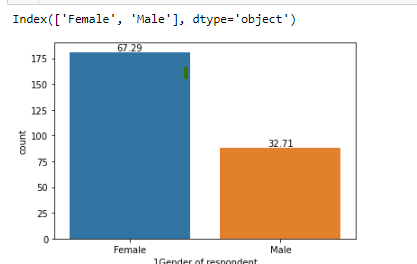 Index(['Female', 'Male'], dtype='object')
67.29
175
150
32.71
125
100
count
75
50
25
0
Female Male
1Gender of respondent